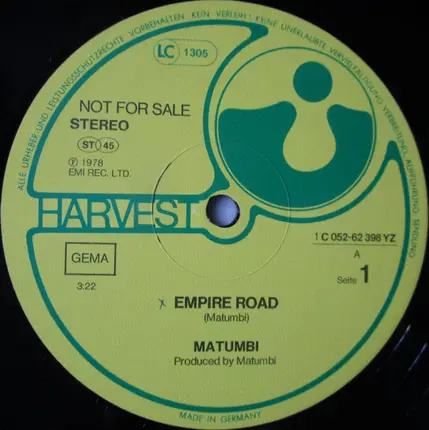 ALLE URHEBER-UND LEISTUNGSSCHUTZRECHTE VORBEHALTEN KEIN VERLEIH! KEINE UNERLAUBTE VERVIELFÄLTIGUNG, VERMIETUNG, AUFFÜHRUNG, SENDUNG
LC 1305
NOT FOR SALE
STEREO
ST 45
℗ 1978
EMI REC. LTD.
HARVEST
GEMA
3:22
1 C 052-62 398 YZ
A
Seite 1
EMPIRE ROAD
(Matumbi)
MATUMBI
Produced by Matumbi
MADE IN GERMANY